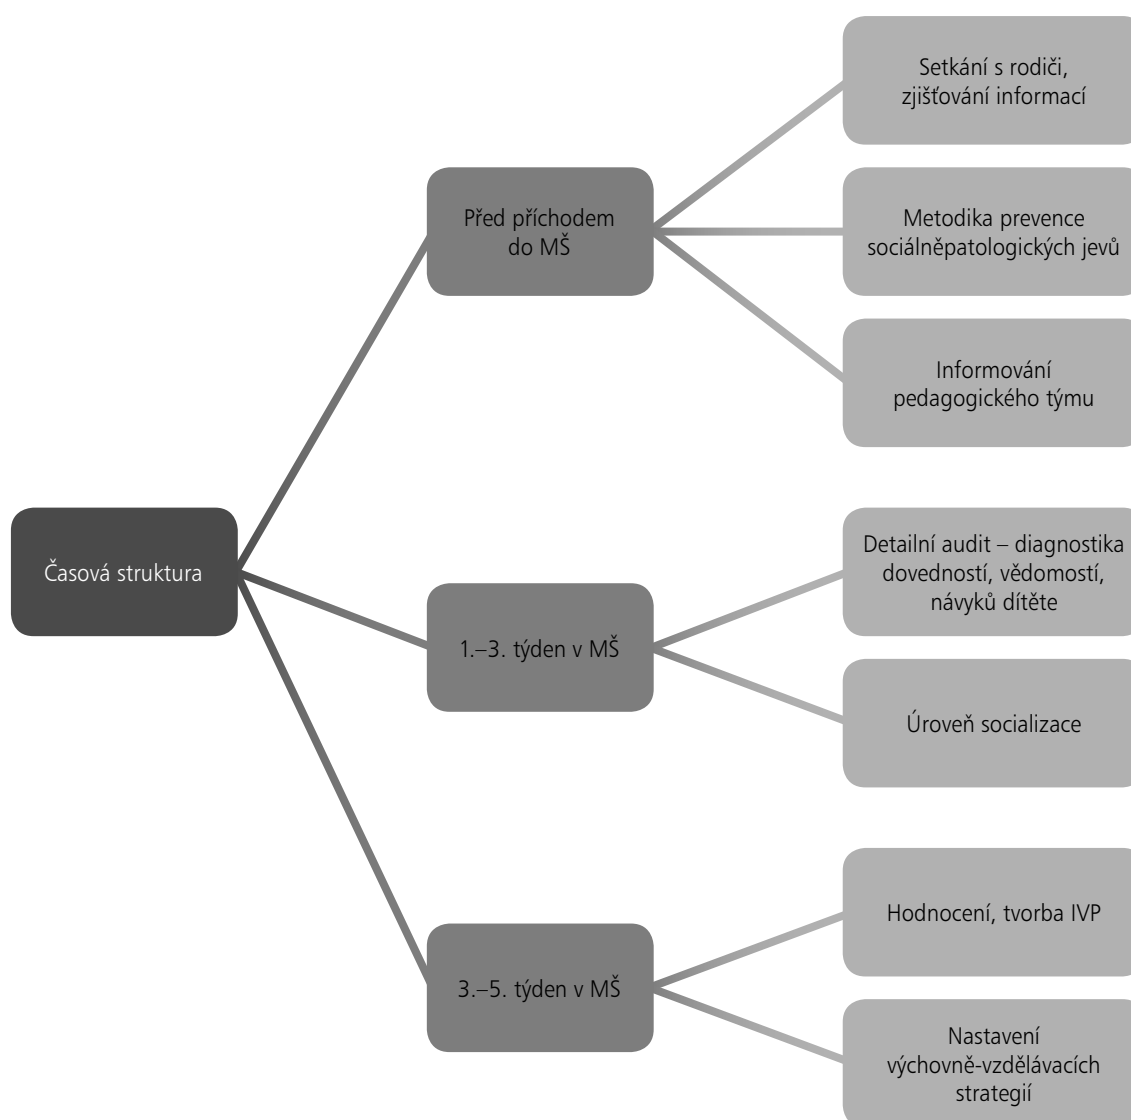 Setkání s rodiči,
zjišťování informací
Před příchodem
do MŠ
Metodika prevence
sociálněpatologických jevů
Informování
pedagogického týmu
Časová struktura
Detailní audit – diagnostika
dovedností, vědomostí,
návyků dítěte
1.–3. týden v MŠ
Úroveň socializace
Hodnocení, tvorba IVP
3.–5. týden v MŠ
Nastavení
výchovně-vzdělávacích
strategií